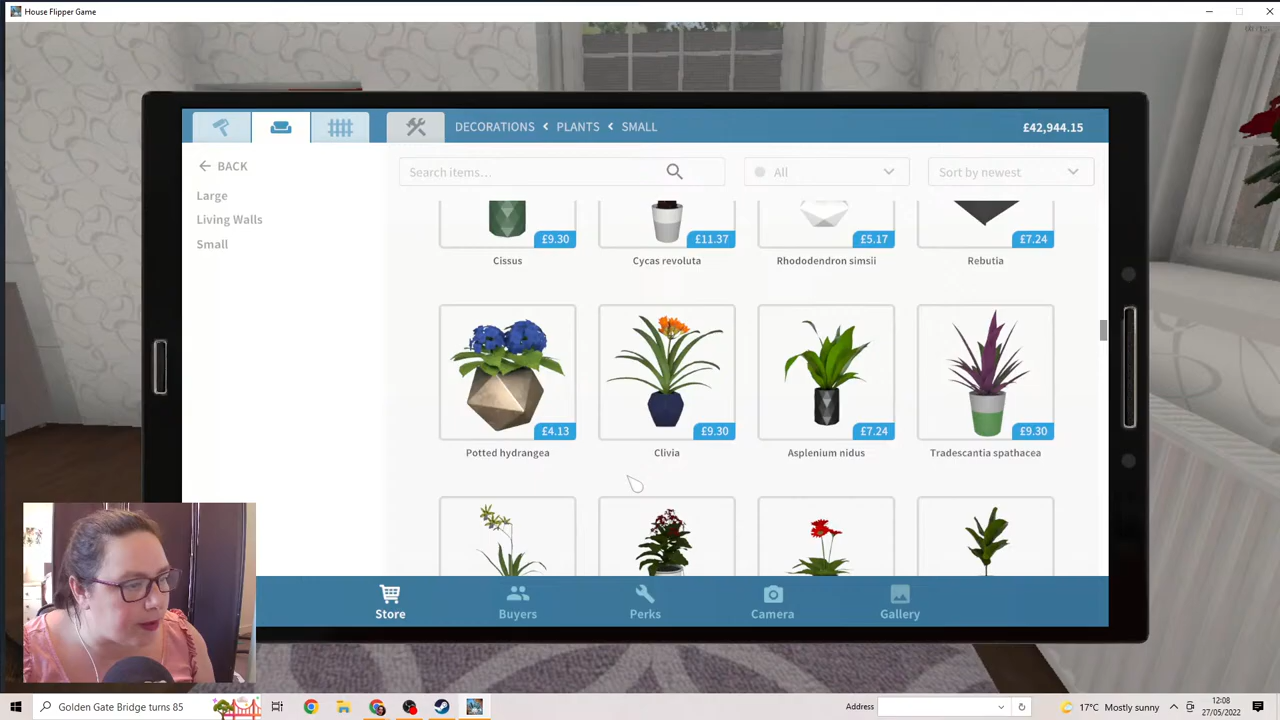 House Flipper Game
DECORATIONS < PLANTS < SMALL
£42,944.15
BACK
Search items...
All
Sort by newest
Large
Living Walls
Small
£9.30
£11.37
£5.17
£7.24
Cissus
Cycas revoluta
Rhododendron simsii
Rebutia
£4.13
£9.30
£7.24
£9.30
Potted hydrangea
Clivia
Asplenium nidus
Tradescantia spathacea
Store
Buyers
Perks
Camera
Gallery
Golden Gate Bridge turns 85
Address
17°C Mostly sunny
12:08
27/05/2022